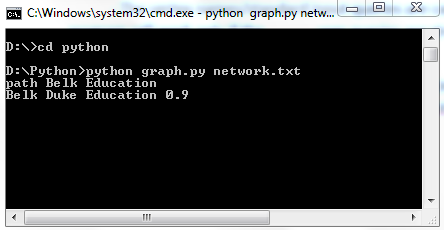 C:\Windows\system32\cmd.exe - python  graph.py netw...
D:\>cd python
D:\Python>python graph.py network.txt
path Belk Education
Belk Duke Education 0.9